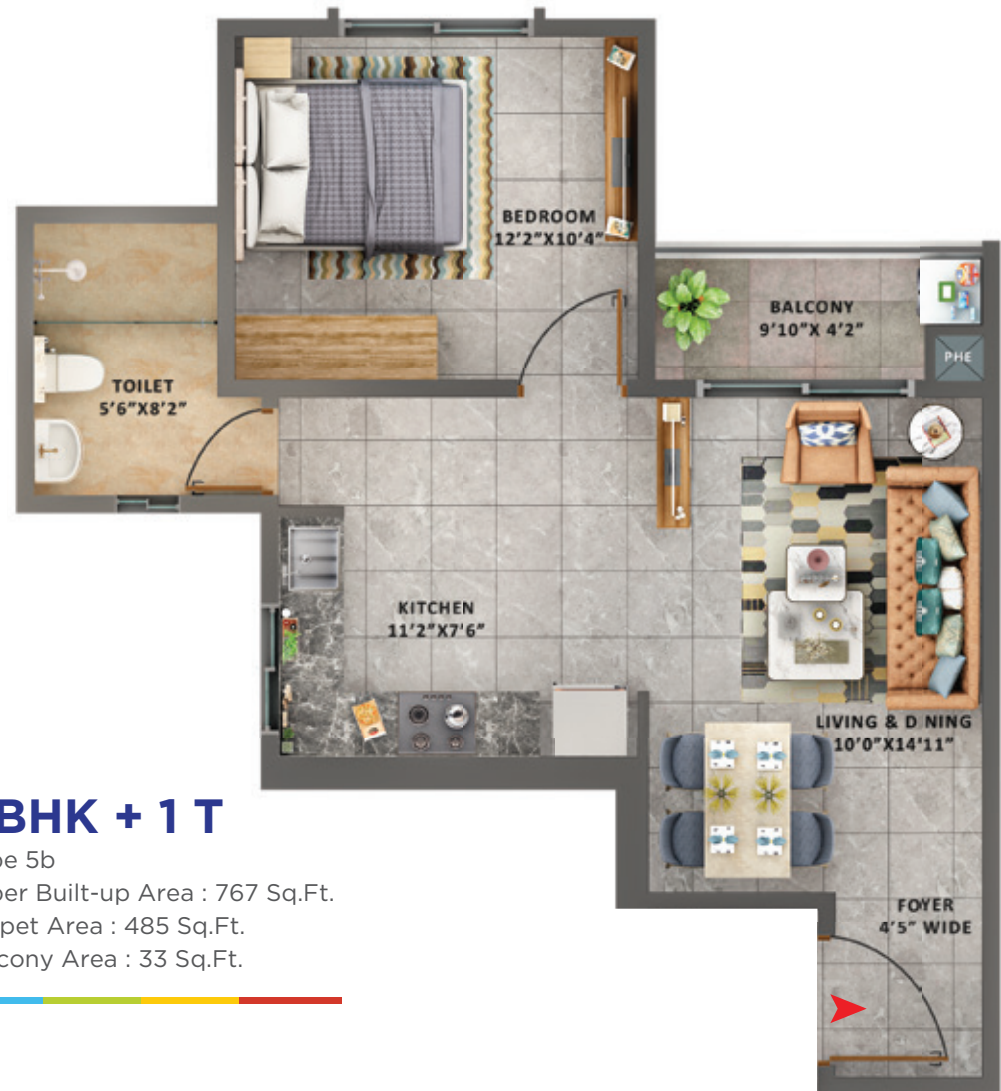 BEDROOM
12'2"X10'4"
BALCONY
9'10"X 4'2"
PHE
TOILET
5'6"X8'2"
KITCHEN
11'2"X7'6"
LIVING & D NING
10'0"X14'11"
FOYER
4'5" WIDE
BHK + 1 T
pe 5b
per Built-up Area : 767 Sq.Ft.
pet Area : 485 Sq.Ft.
cony Area : 33 Sq.Ft.